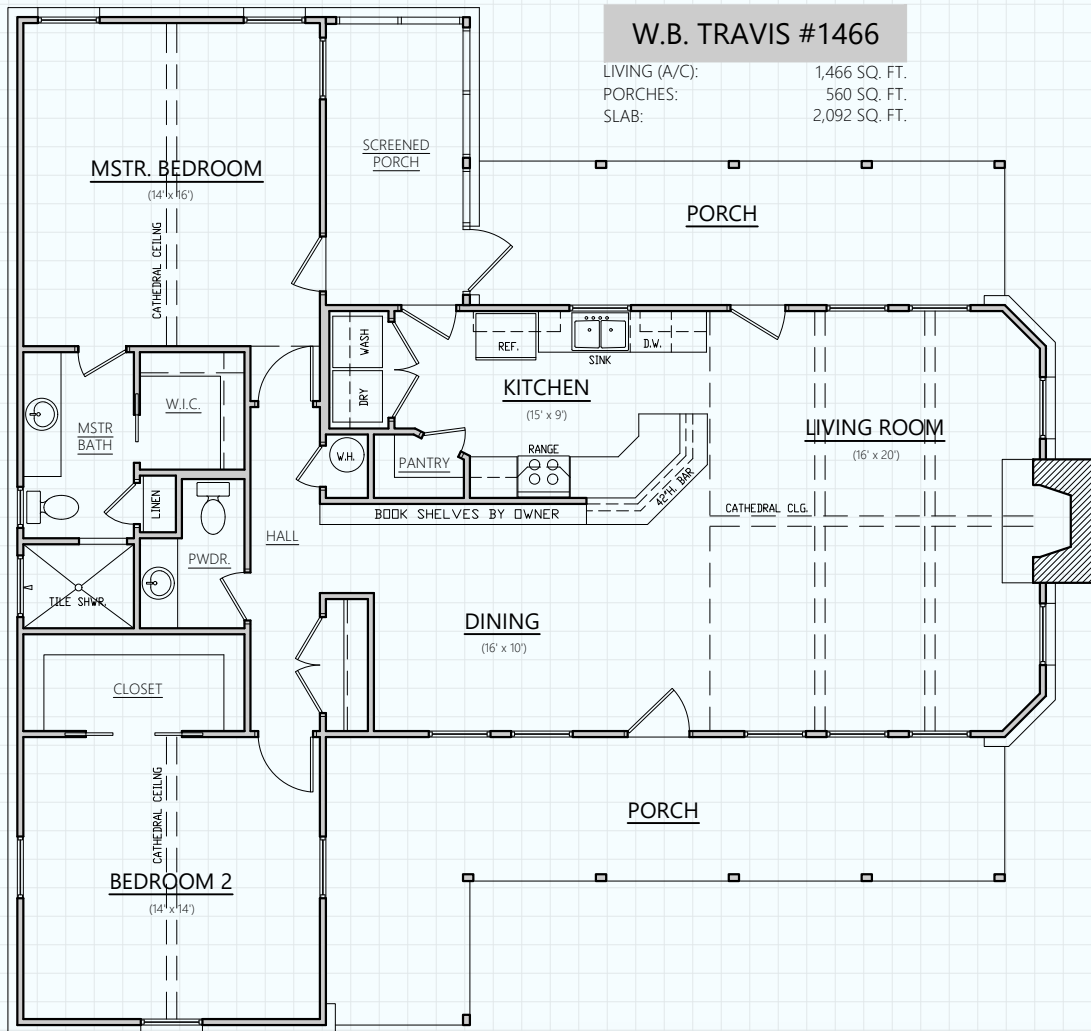 W.B. TRAVIS #1466
LIVING (A/C): 1,466 SQ. FT.
PORCHES: 560 SQ. FT.
SLAB: 2,092 SQ. FT.
SCREENED
PORCH
MSTR. BEDROOM
(14' x 16')
CATHEDRAL CEILNG
PORCH
WASH
DRY
REF.
SINK
D.W.
KITCHEN
(15' x 9')
W.I.C.
MSTR
BATH
LIVING ROOM
(16' x 20')
W.H.
PANTRY
RANGE
42"H. BAR
LINEN
BOOK SHELVES BY OWNER
CATHEDRAL CLG.
HALL
PWDR.
TILE SHWR.
DINING
(16' x 10')
CLOSET
CATHEDRAL CEILNG
PORCH
BEDROOM 2
(14' x 14')